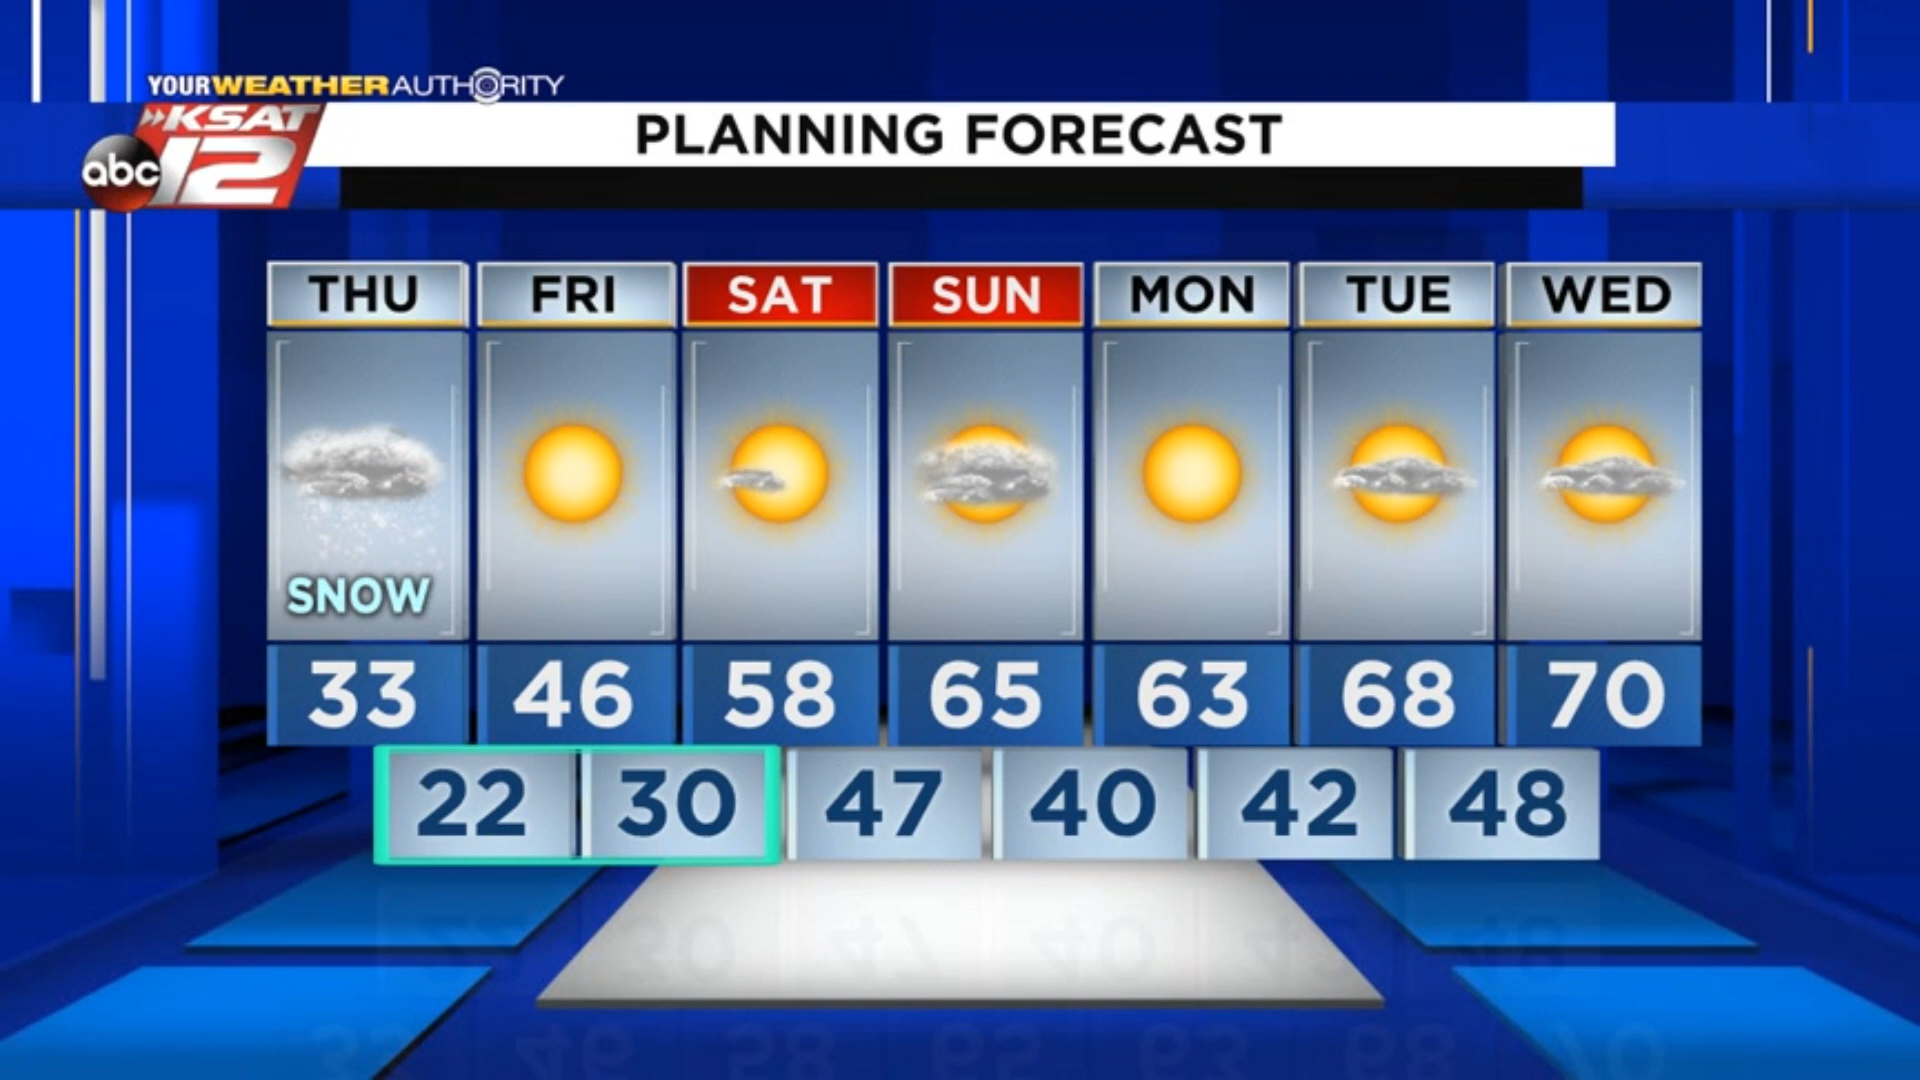 YOURWEATHERAUTHORITY
KSAT
abc 12
PLANNING FORECAST
THU FRI SAT SUN MON TUE WED
SNOW
33 46 58 65 63 68 70
22 30 47 40 42 48